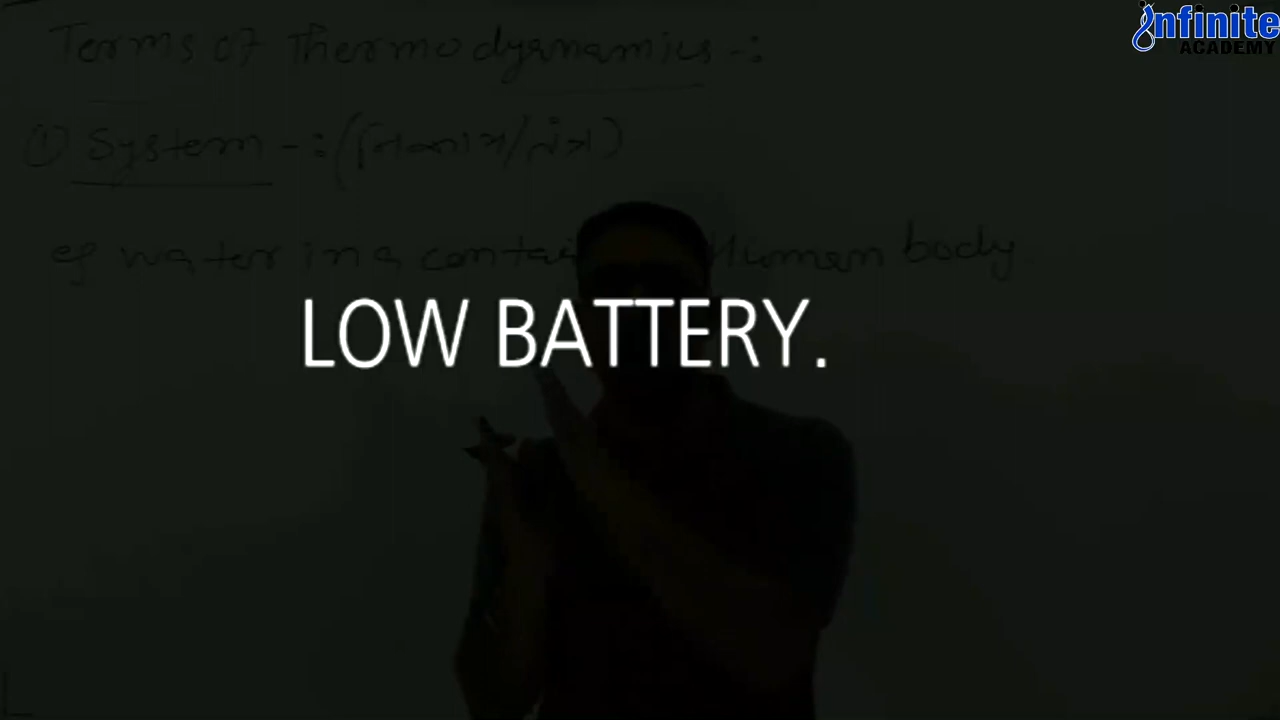 infinite
ACADEMY
Terms of Thermodynamics -:
① System -:
eg water in a Human body
LOW BATTERY.